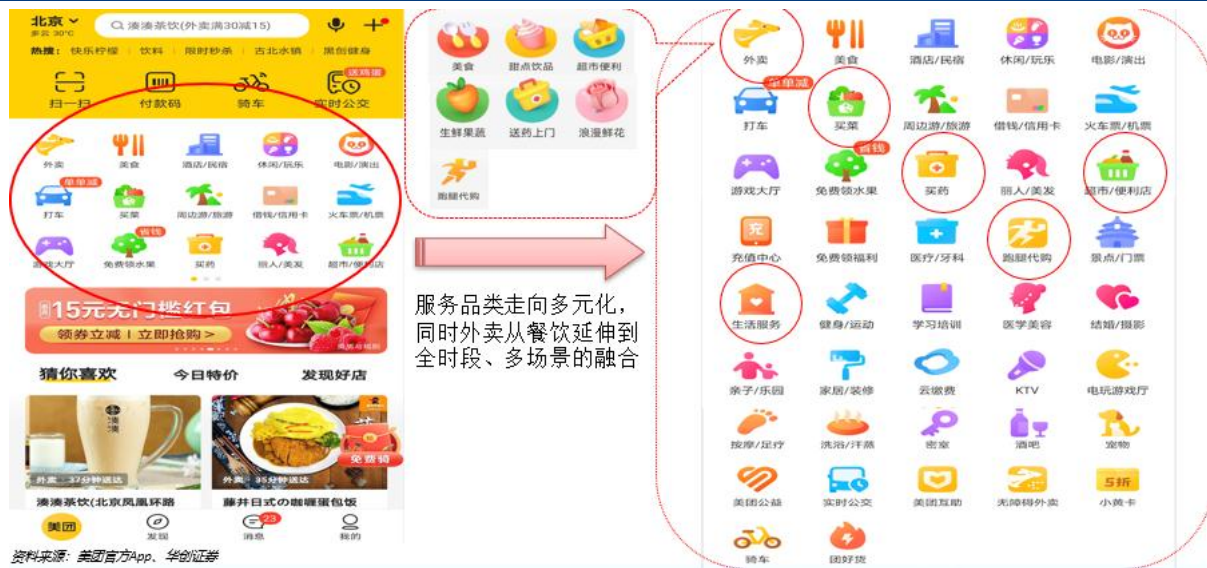 北京
多云 30°C
湊湊茶饮(外卖满30减15)
热搜： 快乐柠檬 饮料 限时秒杀 古北水镇 黑创健身
送鸡蛋
扫一扫 付款码 骑车 实时公交
外卖 美食 酒店/民宿 休闲/玩乐 电影/演出
单单减
打车 买菜 周边游/旅游 借钱/信用卡 火车票/机票
省钱
游戏大厅 免费领水果 买药 丽人/美发 超市/便利店
15元无门槛红包
领券立减 | 立即抢购 >
猜你喜欢 今日特价 发现好店
湊湊
免费领
外卖 · 37分钟送达 外卖 · 35分钟送达
湊湊茶饮(北京凤凰环路 藤井日式の咖喱蛋包饭
美团
23
发现 消息 我的
资料来源：美团官方App、华创证券
美食 甜点饮品 超市便利
生鲜果蔬 送药上门 浪漫鲜花
跑腿代购
服务品类走向多元化，
同时外卖从餐饮延伸到
全时段、多场景的融合
外卖 美食 酒店/民宿 休闲/玩乐 电影/演出
单单减
打车 买菜 周边游/旅游 借钱/信用卡 火车票/机票
省钱
游戏大厅 免费领水果 买药 丽人/美发 超市/便利店
充
充值中心 免费领福利 医疗/牙科 跑腿代购 景点/门票
生活服务 健身/运动 学习培训 医学美容 结婚/摄影
亲子/乐园 家居/装修 云缴费 KTV 电玩游戏厅
按摩/足疗 洗浴/汗蒸 密室 酒吧 宠物
5折
美团公益 实时公交 美团互助 无障碍外卖 小黄卡
骑车 团好货